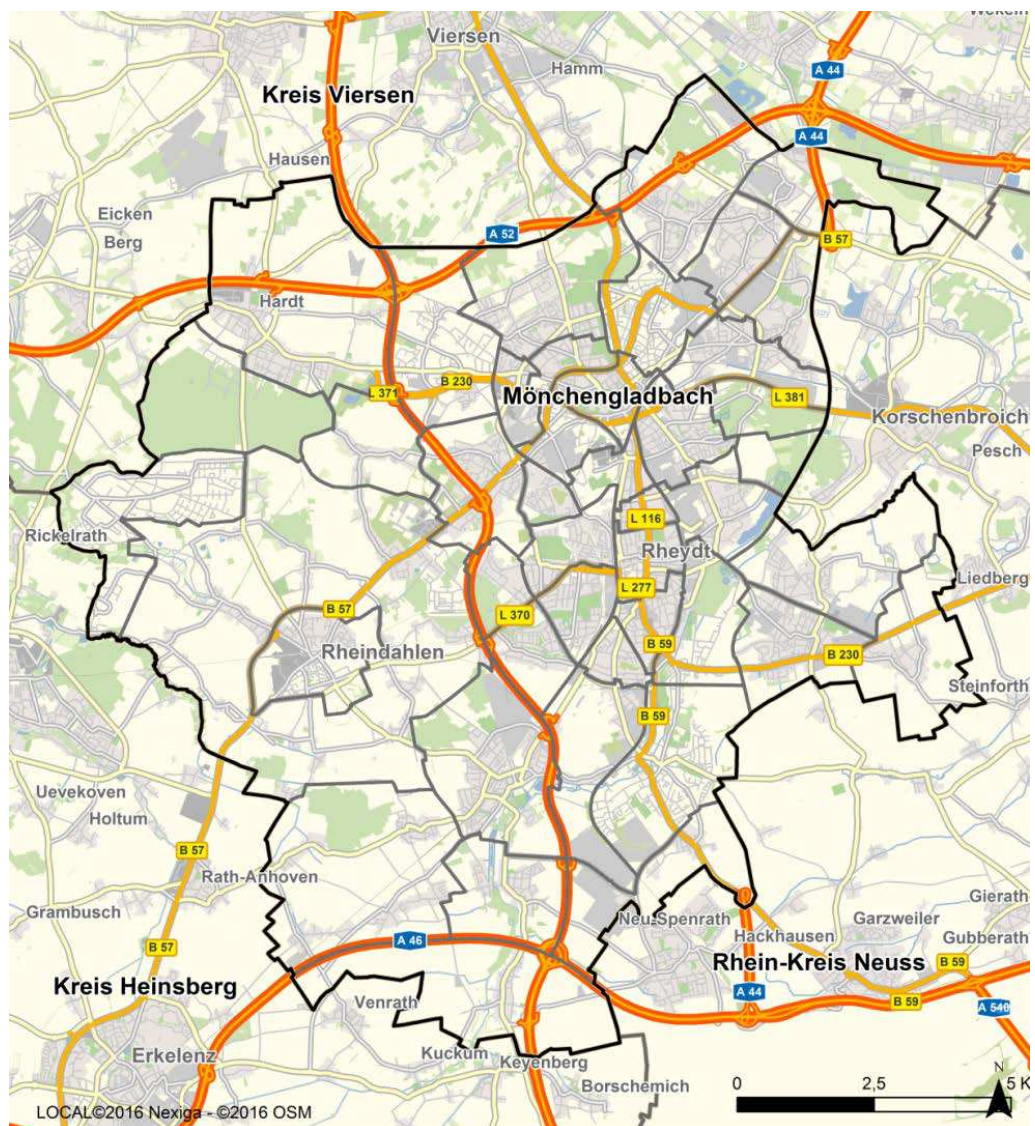 Viersen
Hamm
A 44
Kreis Viersen
A 44
Hausen
Eicken
Berg
A 52
B 57
Hardt
L 371
B 230
Mönchengladbach
L 381
Korschenbroich
Pesch
Rickelrath
L 116
Rheydt
Liedberg
L 277
B 57
L 370
Rheindahlen
B 59
B 230
Steinforth
B 59
Uevekoven
Holtum
B 57
Rath-Anhoven
Grambusch
Neu-Spenrath
Garzweiler
Gierath
Hackhausen
Gubberath
A 46
B 57
Rhein-Kreis Neuss
B 59
Kreis Heinsberg
A 44
B 59
Venrath
A 540
Erkelenz
Kuckum
Keyenberg
Borschemich
N
0 2,5 5 K
LOCAL©2016 Nexiga - ©2016 OSM